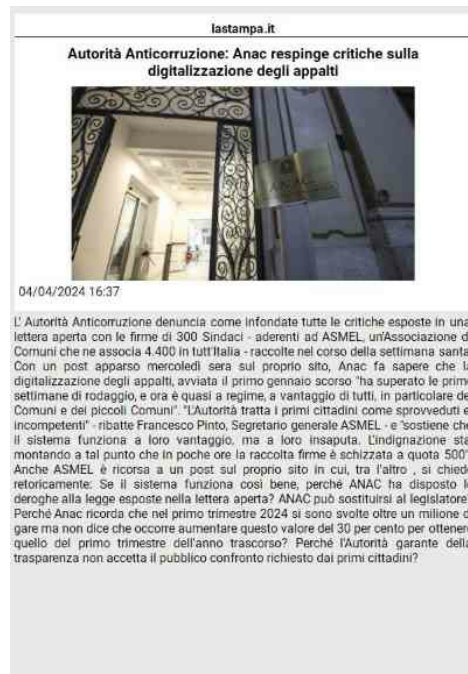 lastampa.it
Autorità Anticorruzione: Anac respinge critiche sulla
digitalizzazione degli appalti
04/04/2024 16:37
L' Autorità Anticorruzione denuncia come infondate tutte le critiche esposte in una
lettera aperta con le firme di 300 Sindaci - aderenti ad ASMEL, un'Associazione d
Comuni che ne associa 4.400 in tutt'Italia - raccolte nel corso della settimana santa
Con un post apparso mercoledì sera sul proprio sito, Anac fa sapere che l
digitalizzazione degli appalti, avviata il primo gennaio scorso "ha superato le prim
settimane di rodaggio, e ora è quasi a regime, a vantaggio di tutti, in particolare de
Comuni e dei piccoli Comuni". "L'Autorità tratta i primi cittadini come sprovveduti e
incompetenti" - ribatte Francesco Pinto, Segretario generale ASMEL - e "sostiene che
il sistema funziona a loro vantaggio, ma a loro insaputa. L'indignazione sta
montando a tal punto che in poche ore la raccolta firme è schizzata a quota 500"
Anche ASMEL è ricorsa a un post sul proprio sito in cui, tra l'altro , si chied
retoricamente: Se il sistema funziona così bene, perché ANAC ha disposto l
deroghe alla legge esposte nella lettera aperta? ANAC può sostituirsi al legislatore
Perché Anac ricorda che nel primo trimestre 2024 si sono svolte oltre un milione d
gare ma non dice che occorre aumentare questo valore del 30 per cento per ottener
quello del primo trimestre dell'anno trascorso? Perché l'Autorità garante della
trasparenza non accetta il pubblico confronto richiesto dai primi cittadini?